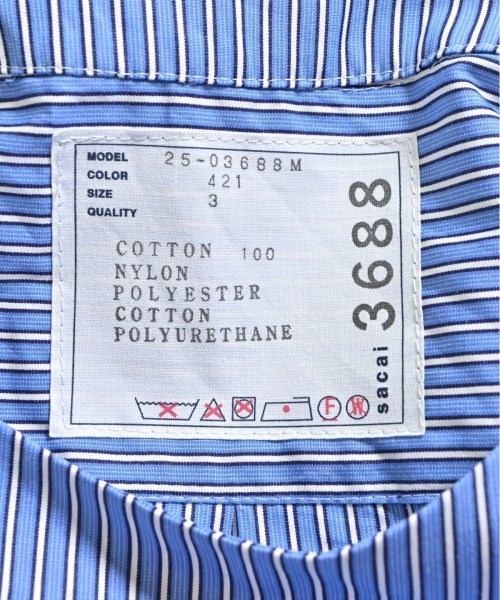 MODEL 25-03688M
COLOR 421
SIZE 3
QUALITY
COTTON 100
NYLON
POLYESTER
COTTON
POLYURETHANE
F W
sacai 3688